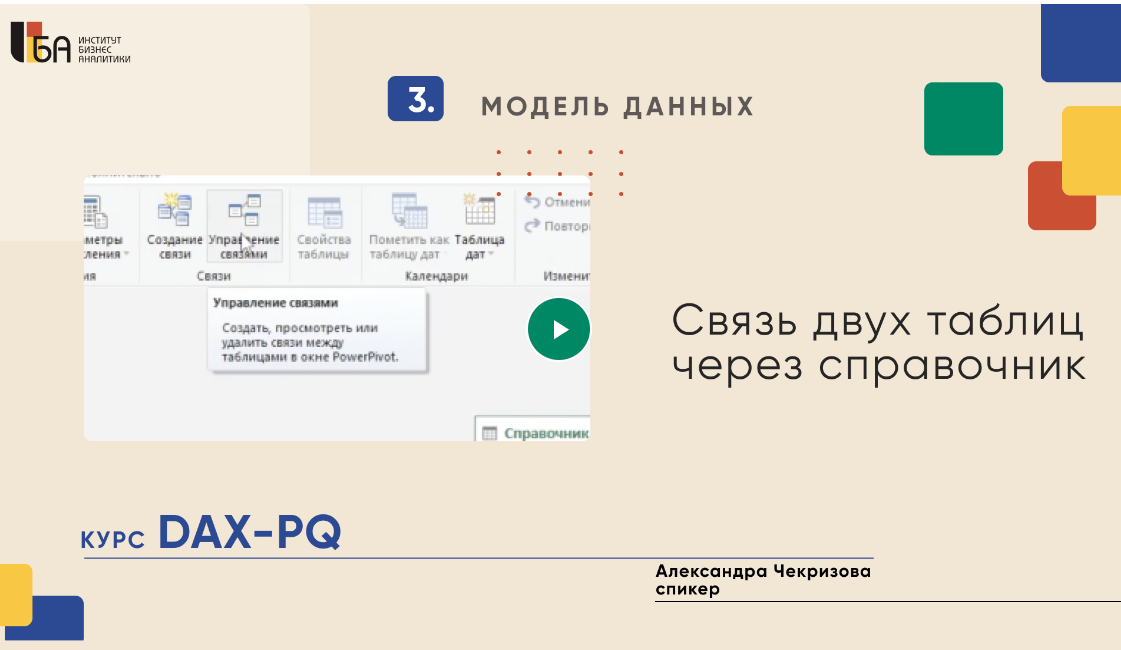 БА
ИНСТИТУТ
БИЗНЕС
АНАЛИТИКИ
3.
МОДЕЛЬ ДАННЫХ
Создание связи
Управление связями
Свойства таблицы
Пометить как таблицу дат
Таблица дат
Связи
Календари
Управление связями
Создать, просмотреть или
удалить связи между
таблицами в окне PowerPivot.
Справочник
Связь двух таблиц
через справочник
КУРС DAX-PQ
Александра Чекризова
спикер